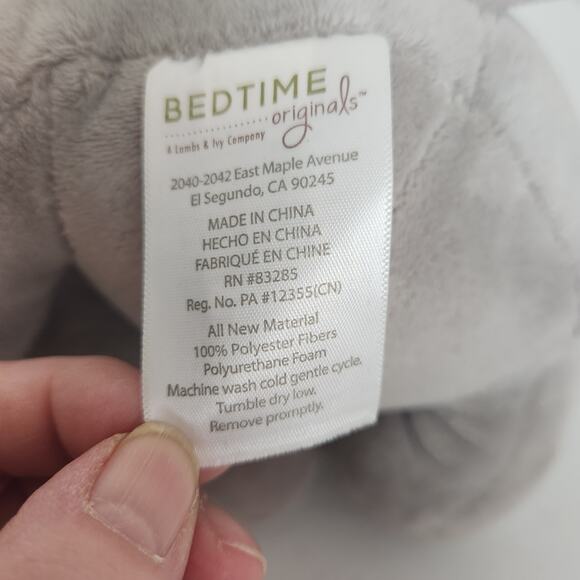 BEDTIME
originals™
A Lambs & Ivy Company
2040-2042 East Maple Avenue
El Segundo, CA 90245
MADE IN CHINA
HECHO EN CHINA
FABRIQUÉ EN CHINE
RN #83285
Reg. No. PA #12355(CN)
All New Material
100% Polyester Fibers
Polyurethane Foam
Machine wash cold gentle cycle.
Tumble dry low.
Remove promptly.